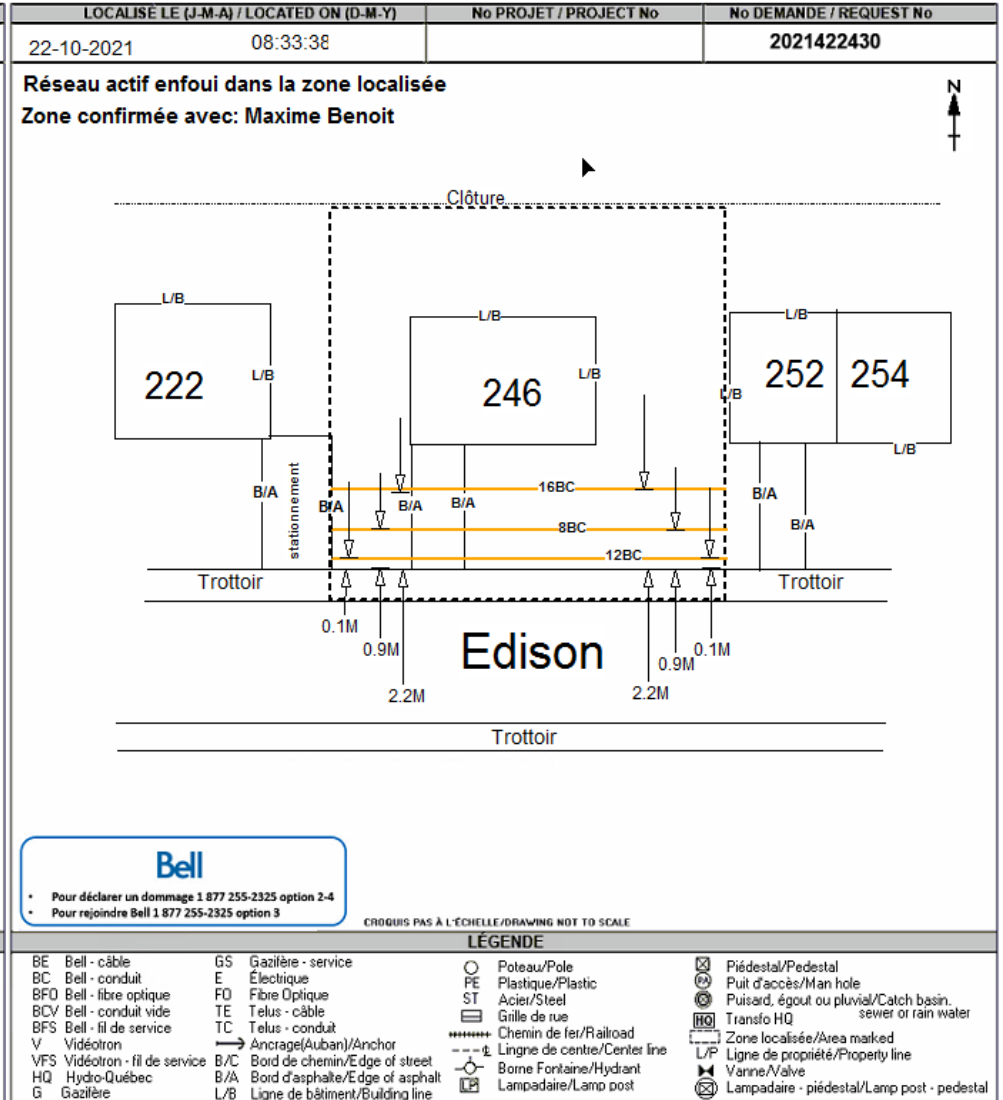 LOCALISÉ LE (J-M-A) / LOCATED ON (D-M-Y)
No PROJET / PROJECT No
No DEMANDE / REQUEST No
22-10-2021
08:33:38
2021422430
Réseau actif enfoui dans la zone localisée
Zone confirmée avec: Maxime Benoit
N
Clôture
L/B
L/B
L/B
222
L/B
246
L/B
252
254
L/B
L/B
stationnement
B/A
B/A
B/A
B/A
B/A
B/A
16BC
8BC
12BC
Trottoir
Trottoir
0.1M
0.9M
2.2M
Edison
0.1M
0.9M
2.2M
Trottoir
Bell
• Pour déclarer un dommage 1 877 255-2325 option 2-4
• Pour rejoindre Bell 1 877 255-2325 option 3
CROQUIS PAS À L'ÉCHELLE/DRAWING NOT TO SCALE
LÉGENDE
BE Bell - câble
BC Bell - conduit
BFO Bell - fibre optique
BCV Bell - conduit vide
BFS Bell - fil de service
V Vidéotron
VFS Vidéotron - fil de service
HQ Hydro-Québec
G Gazifère
GS Gazifère - service
E Électrique
FO Fibre Optique
TE Telus - câble
TC Telus - conduit
Ancrage(Auban)/Anchor
B/C Bord de chemin/Edge of street
B/A Bord d'asphalte/Edge of asphalt
L/B Ligne de bâtiment/Building line
Poteau/Pole
PE Plastique/Plastic
ST Acier/Steel
Grille de rue
Chemin de fer/Railroad
Lingne de centre/Center line
Borne Fontaine/Hydrant
LP Lampadaire/Lamp post
Piédestal/Pedestal
PA Puit d'accès/Man hole
Puisard, égout ou pluvial/Catch basin.
sewer or rain water
HQ Transfo HQ
Zone localisée/Area marked
L/P Ligne de propriété/Property line
Vanne/Valve
Lampadaire - piédestal/Lamp post - pedestal